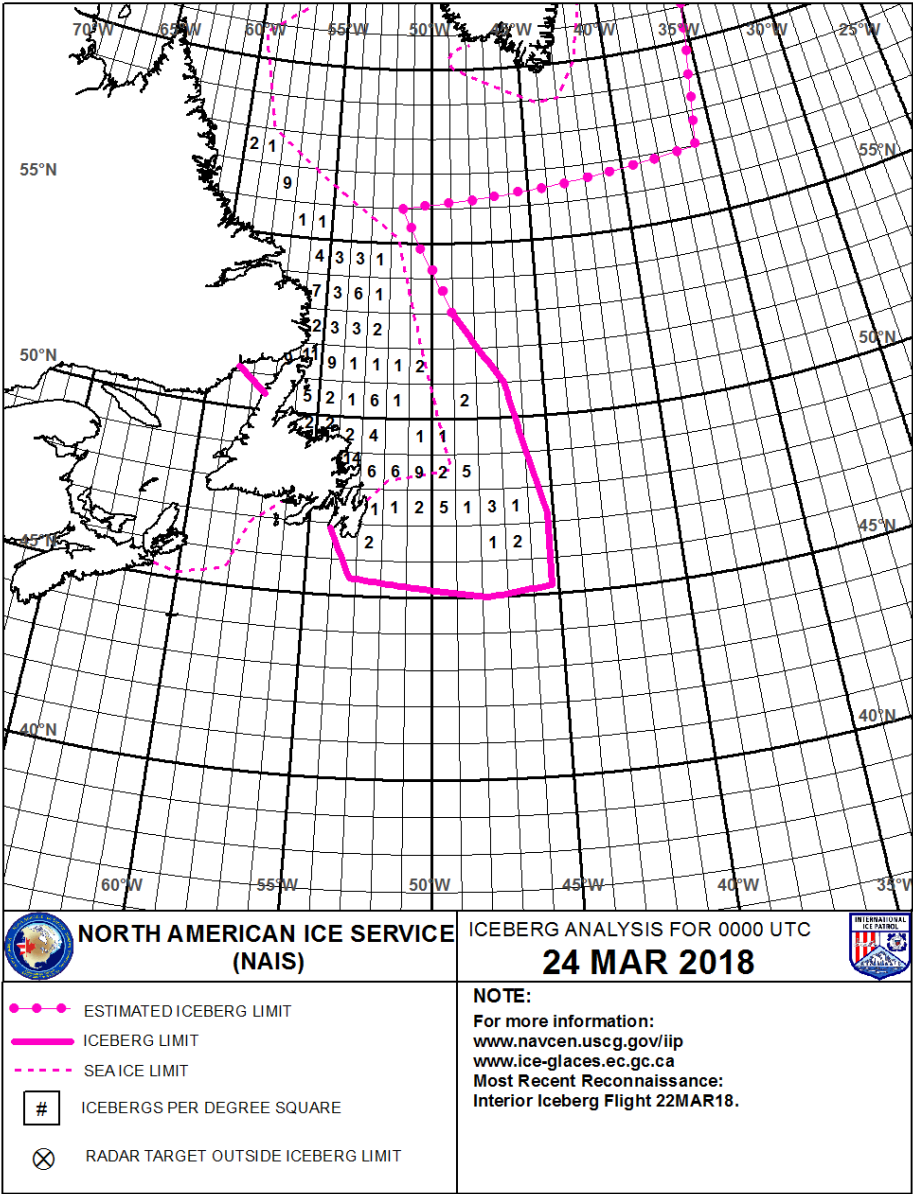 70°W 65°W 60°W 55°W 50°W 45°W 40°W 35°W 30°W 25°W
2 1
55°N 55°N
9
1 1
4 3 3 1
7 3 6 1
2 3 3 2
50°N 50°N
11 9 1 1 1 2
5 2 1 6 1 2
2 4 1 1
14
6 6 9 2 5
1 1 2 5 1 3 1
45°N 45°N
2 1 2
40°N 40°N
60°W 55°W 50°W 45°W 40°W 35°W
NORTH AMERICAN ICE SERVICE
(NAIS)
ICEBERG ANALYSIS FOR 0000 UTC
24 MAR 2018
INTERNATIONAL
ICE PATROL
ESTIMATED ICEBERG LIMIT
ICEBERG LIMIT
SEA ICE LIMIT
# ICEBERGS PER DEGREE SQUARE
RADAR TARGET OUTSIDE ICEBERG LIMIT
NOTE:
For more information:
www.navcen.uscg.gov/iip
www.ice-glaces.ec.gc.ca
Most Recent Reconnaissance:
Interior Iceberg Flight 22MAR18.